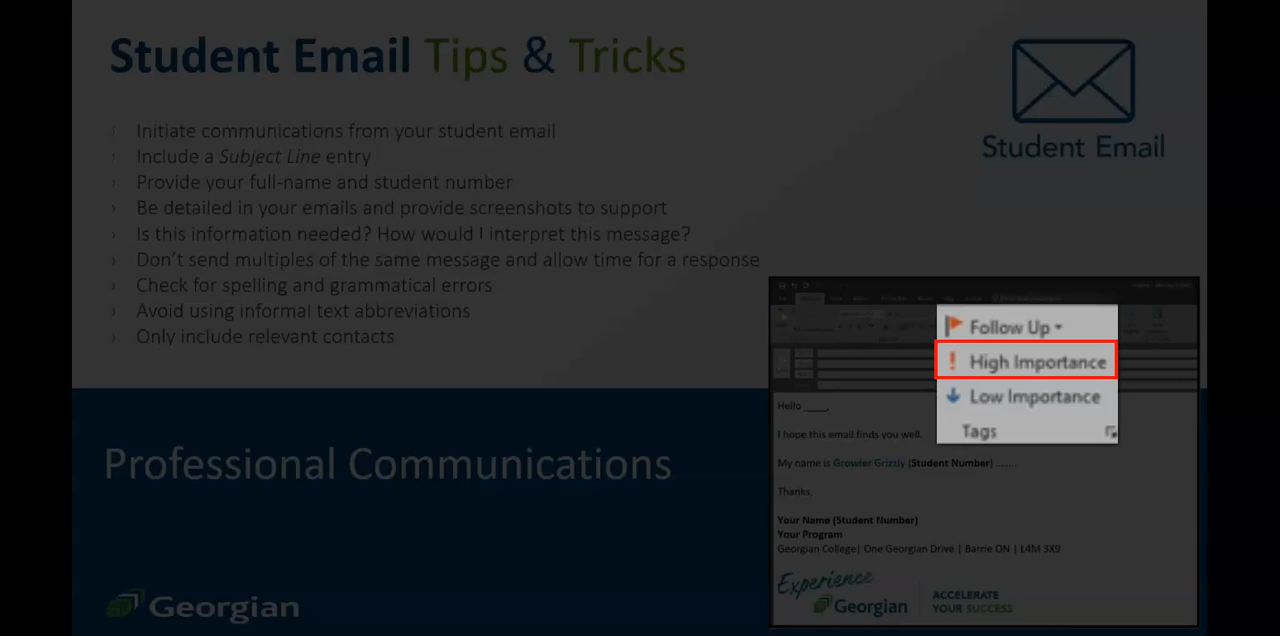 Student Email Tips & Tricks
Student Email
Initiate communications from your student email
Include a Subject Line entry
Provide your full-name and student number
Be detailed in your emails and provide screenshots to support
Is this information needed? How would I interpret this message?
Don't send multiples of the same message and allow time for a response
Check for spelling and grammatical errors
Avoid using informal text abbreviations
Only include relevant contacts
Follow Up
High Importance
Low Importance
Tags
Hello ____,
I hope this email finds you well.
My name is Growler Grizzly (Student Number) ......
Thanks,
Your Name (Student Number)
Your Program
Georgian College| One Georgian Drive | Barrie ON | L4M 3X9
Experience
Georgian
ACCELERATE
YOUR SUCCESS
Professional Communications
Georgian